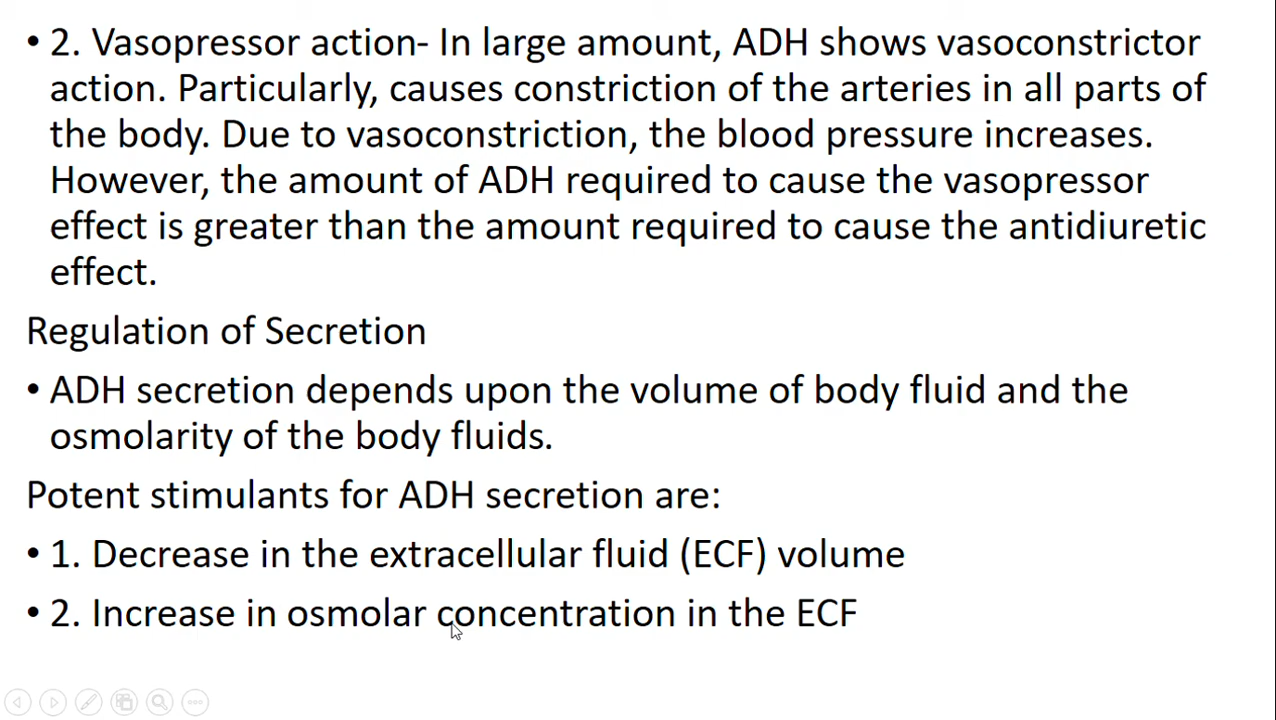 • 2. Vasopressor action- In large amount, ADH shows vasoconstrictor
action. Particularly, causes constriction of the arteries in all parts of
the body. Due to vasoconstriction, the blood pressure increases.
However, the amount of ADH required to cause the vasopressor
effect is greater than the amount required to cause the antidiuretic
effect.
Regulation of Secretion
• ADH secretion depends upon the volume of body fluid and the
osmolarity of the body fluids.
Potent stimulants for ADH secretion are:
• 1. Decrease in the extracellular fluid (ECF) volume
• 2. Increase in osmolar concentration in the ECF